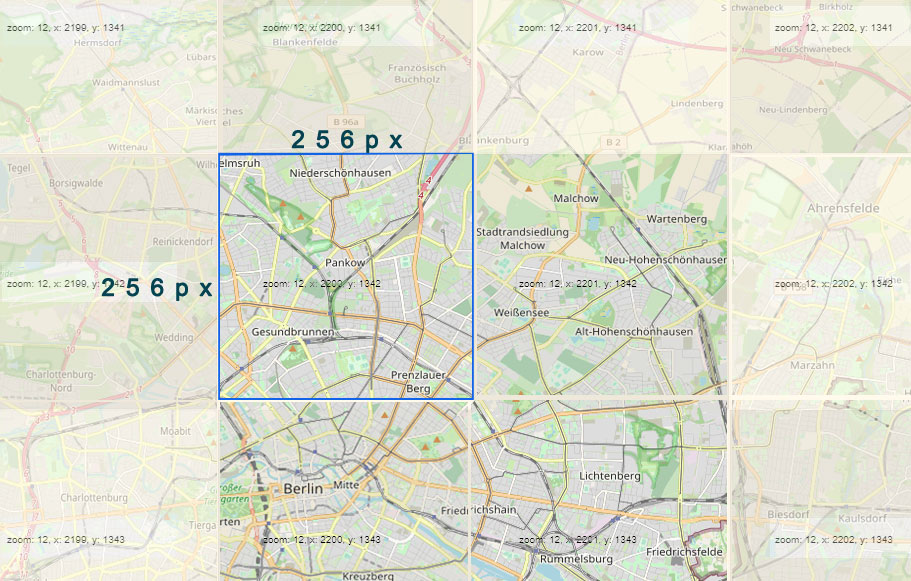 zoom: 12, x: 2199, y: 1341
zoom: 12, x: 2200, y: 1341
zoom: 12, x: 2201, y: 1341
zoom: 12, x: 2202, y: 1341
Schwanebeck
Birkholz
Hermsdorf
Blankenfelde
Karow
Neu Schwanebeck
Lübars
Waidmannslust
Französisch
Buchholz
Lindenberg
Neu-Lindenberg
Märkisches
Viertel
B 96a
B 2
Wittenau
Blankenburg
256px
Wilhelmsruh
Tegel
Borsigwalde
Niederschönhausen
4
4
Malchow
Wartenberg
Ahrensfelde
Stadtrandsiedlung
Malchow
Reinickendorf
Pankow
Neu-Hohenschönhausen
zoom: 12, x: 2199, y: 1342
256px
zoom: 12, x: 2200, y: 1342
zoom: 12, x: 2201, y: 1342
zoom: 12, x: 2202, y: 1342
Weißensee
Wedding
Gesundbrunnen
Alt-Hohenschönhausen
Marzahn
Charlottenburg-
Nord
Prenzlauer
Berg
Moabit
Lichtenberg
Charlottenburg
Großer
Tiergarten
Berlin
Mitte
Friedrichshain
Biesdorf
Kaulsdorf
zoom: 12, x: 2199, y: 1343
zoom: 12, x: 2200, y: 1343
zoom: 12, x: 2201, y: 1343
zoom: 12, x: 2202, y: 1343
Friedrichsfelde
Rummelsburg
Kreuzberg